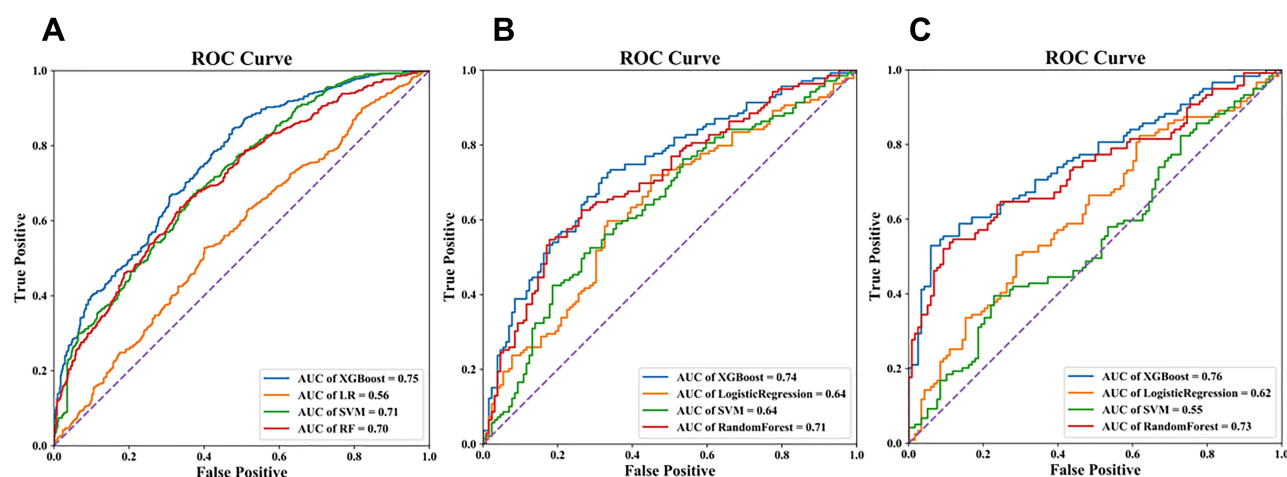 A
ROC Curve
True Positive
1.0
0.8
0.6
0.4
0.2
0.0
AUC of XGBoost = 0.75
AUC of LR = 0.56
AUC of SVM = 0.71
AUC of RF = 0.70
0.0 0.2 0.4 0.6 0.8 1.0
False Positive
B
ROC Curve
True Positive
1.0
0.8
0.6
0.4
0.2
0.0
AUC of XGBoost = 0.74
AUC of LogisticRegression = 0.64
AUC of SVM = 0.64
AUC of RandomForest = 0.71
0.0 0.2 0.4 0.6 0.8 1.0
False Positive
C
ROC Curve
True Positive
1.0
0.8
0.6
0.4
0.2
0.0
AUC of XGBoost = 0.76
AUC of LogisticRegression = 0.62
AUC of SVM = 0.55
AUC of RandomForest = 0.73
0.0 0.2 0.4 0.6 0.8 1.0
False Positive